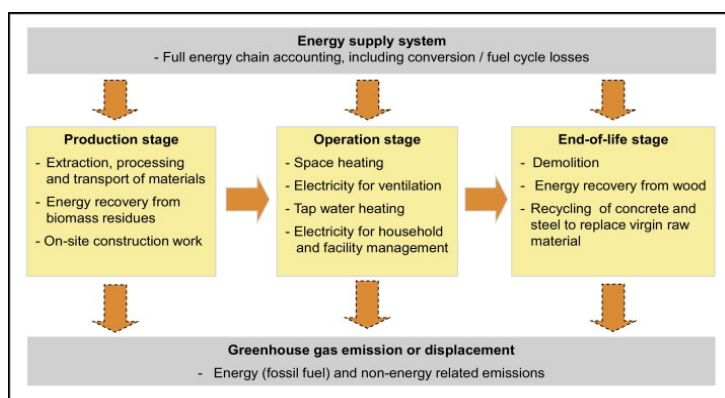 Energy supply system
- Full energy chain accounting, including conversion / fuel cycle losses
Production stage
- Extraction, processing
and transport of materials
- Energy recovery from
biomass residues
- On-site construction work
Operation stage
- Space heating
- Electricity for ventilation
- Tap water heating
- Electricity for household
and facility management
End-of-life stage
- Demolition
- Energy recovery from wood
- Recycling of concrete and
steel to replace virgin raw
material
Greenhouse gas emission or displacement
- Energy (fossil fuel) and non-energy related emissions